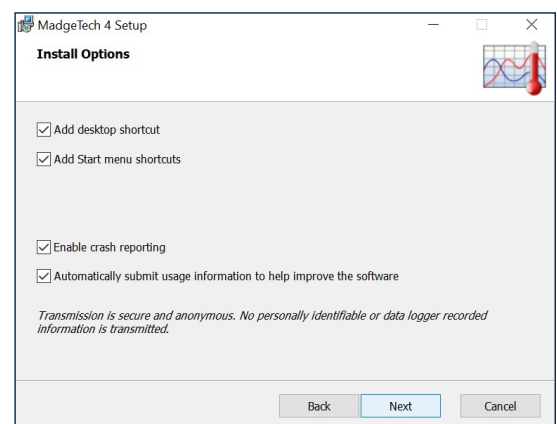 MadgeTech 4 Setup
Install Options
Add desktop shortcut
Add Start menu shortcuts
Enable crash reporting
Automatically submit usage information to help improve the software
Transmission is secure and anonymous. No personally identifiable or data logger recorded
information is transmitted.
Back Next Cancel